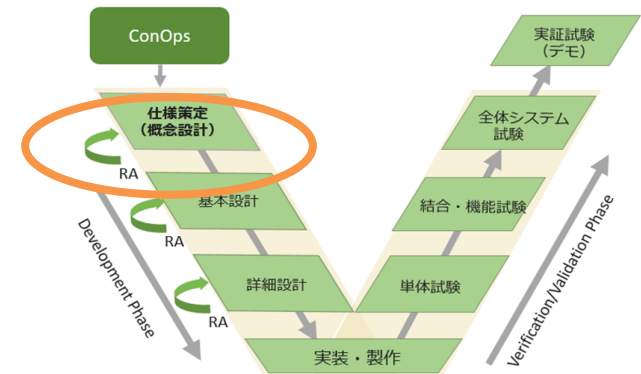 ConOps
仕様策定
（概念設計）
RA
基本設計
RA
詳細設計
RA
Development Phase
実装・製作
単体試験
結合・機能試験
全体システム
試験
実証試験
（デモ）
Verification/Validation Phase